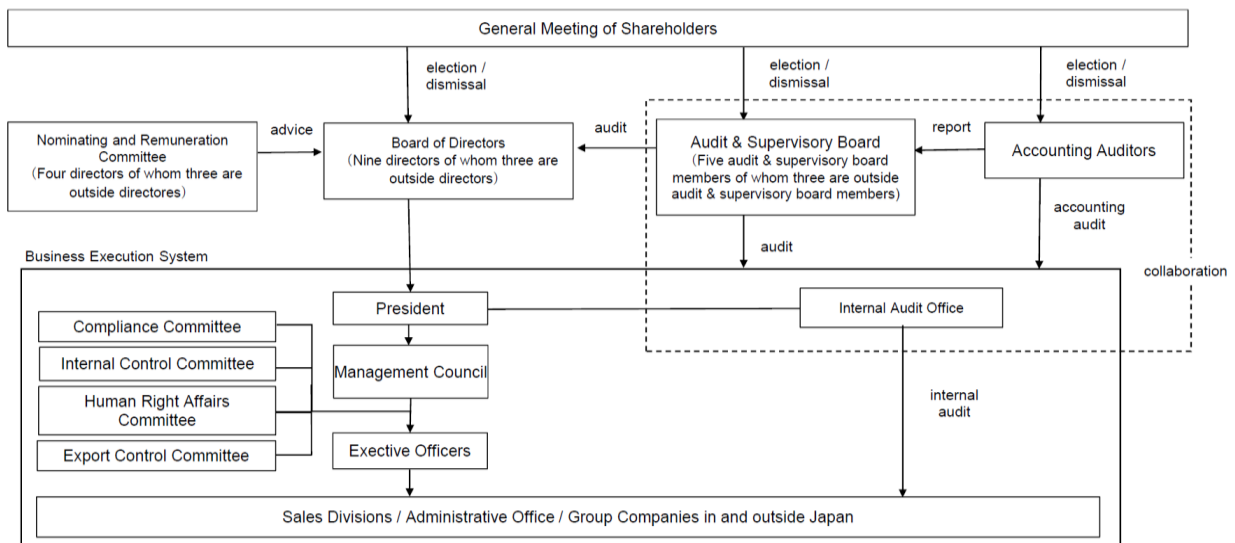 General Meeting of Shareholders
election /
dismissal
election /
dismissal
election /
dismissal
Nominating and Remuneration
Committee
(Four directors of whom three are
outside directores)
advice
Board of Directors
(Nine directors of whom three are
outside directors)
audit
Audit & Supervisory Board
(Five audit & supervisory board
members of whom three are outside
audit & supervisory board members)
report
Accounting Auditors
audit
accounting
audit
collaboration
Business Execution System
President
Internal Audit Office
Compliance Committee
Internal Control Committee
Human Right Affairs
Committee
Export Control Committee
Management Council
Exective Officers
internal
audit
Sales Divisions / Administrative Office / Group Companies in and outside Japan